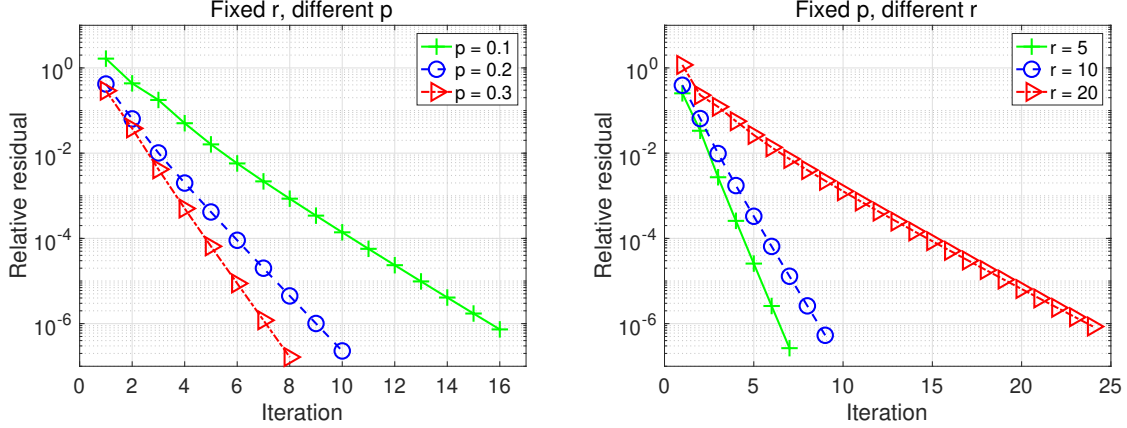 Fixed r, different p
10^0
10^-2
10^-4
10^-6
Relative residual
p = 0.1
p = 0.2
p = 0.3
0 2 4 6 8 10 12 14 16
Iteration
Fixed p, different r
10^0
10^-2
10^-4
10^-6
Relative residual
r = 5
r = 10
r = 20
0 5 10 15 20 25
Iteration